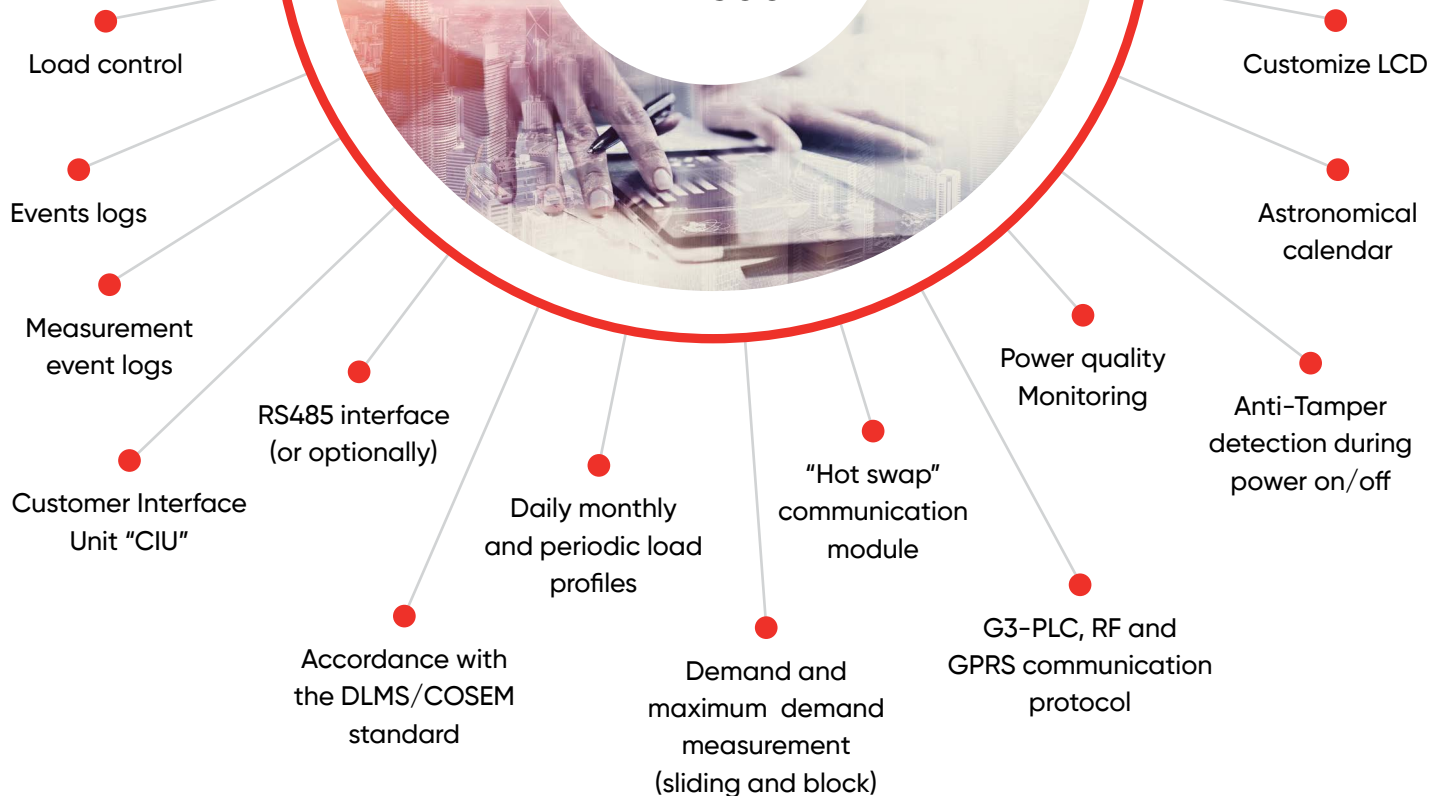 Load control
Customize LCD
Events logs
Astronomical
calendar
Measurement
event logs
Power quality
Monitoring
RS485 interface
(or optionally)
Anti-Tamper
detection during
power on/off
"Hot swap"
communication
module
Customer Interface
Unit "CIU"
Daily monthly
and periodic load
profiles
G3-PLC, RF and
GPRS communication
protocol
Accordance with
the DLMS/COSEM
standard
Demand and
maximum demand
measurement
(sliding and block)